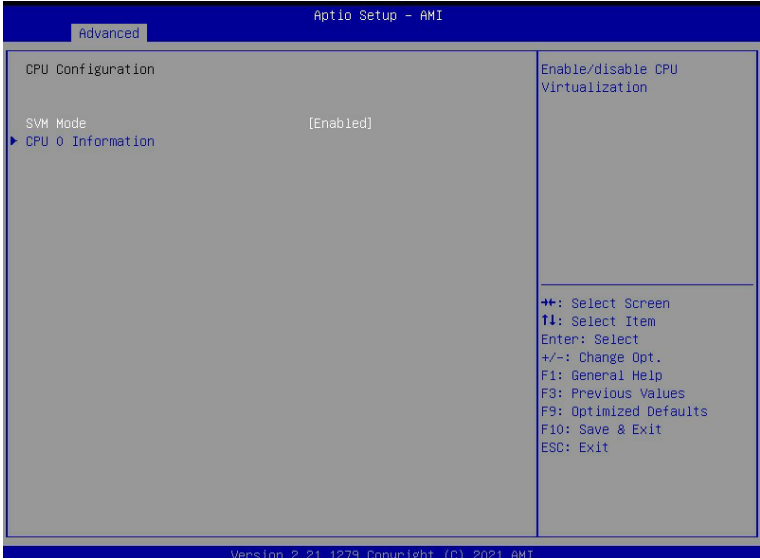 Aptio Setup – AMI
Advanced
CPU Configuration
SVM Mode [Enabled]
CPU 0 Information
Enable/disable CPU
Virtualization
→←: Select Screen
↑↓: Select Item
Enter: Select
+/-: Change Opt.
F1: General Help
F3: Previous Values
F9: Optimized Defaults
F10: Save & Exit
ESC: Exit
Version 2.21.1279 Copyright (C) 2021 AMI